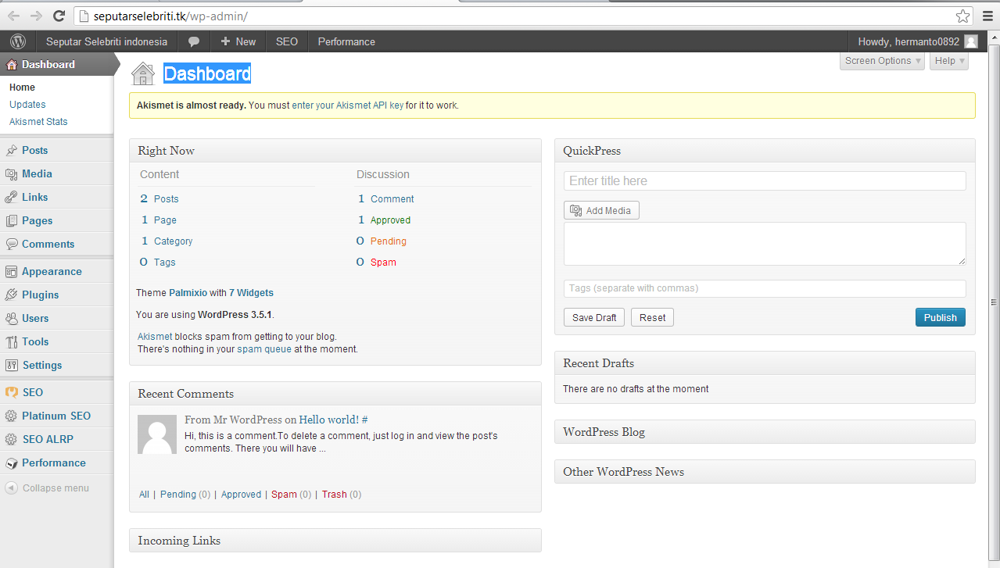 seputarselebriti.tk/wp-admin/
Seputar Selebriti indonesia
New
SEO
Performance
Howdy, hermanto0892
Dashboard
Home
Updates
Akismet Stats
Posts
Media
Links
Pages
Comments
Appearance
Plugins
Users
Tools
Settings
SEO
Platinum SEO
SEO ALRP
Performance
Collapse menu
Screen Options
Help
Dashboard
Akismet is almost ready. You must enter your Akismet API key for it to work.
Right Now
Content
2 Posts
1 Page
1 Category
0 Tags
Discussion
1 Comment
1 Approved
0 Pending
0 Spam
Theme Palmixio with 7 Widgets
You are using WordPress 3.5.1.
Akismet blocks spam from getting to your blog.
There's nothing in your spam queue at the moment.
Recent Comments
From Mr WordPress on Hello world! #
Hi, this is a comment.To delete a comment, just log in and view the post's
comments. There you will have ...
All | Pending (0) | Approved | Spam (0) | Trash (0)
Incoming Links
QuickPress
Enter title here
Add Media
Tags (separate with commas)
Save Draft
Reset
Publish
Recent Drafts
There are no drafts at the moment
WordPress Blog
Other WordPress News